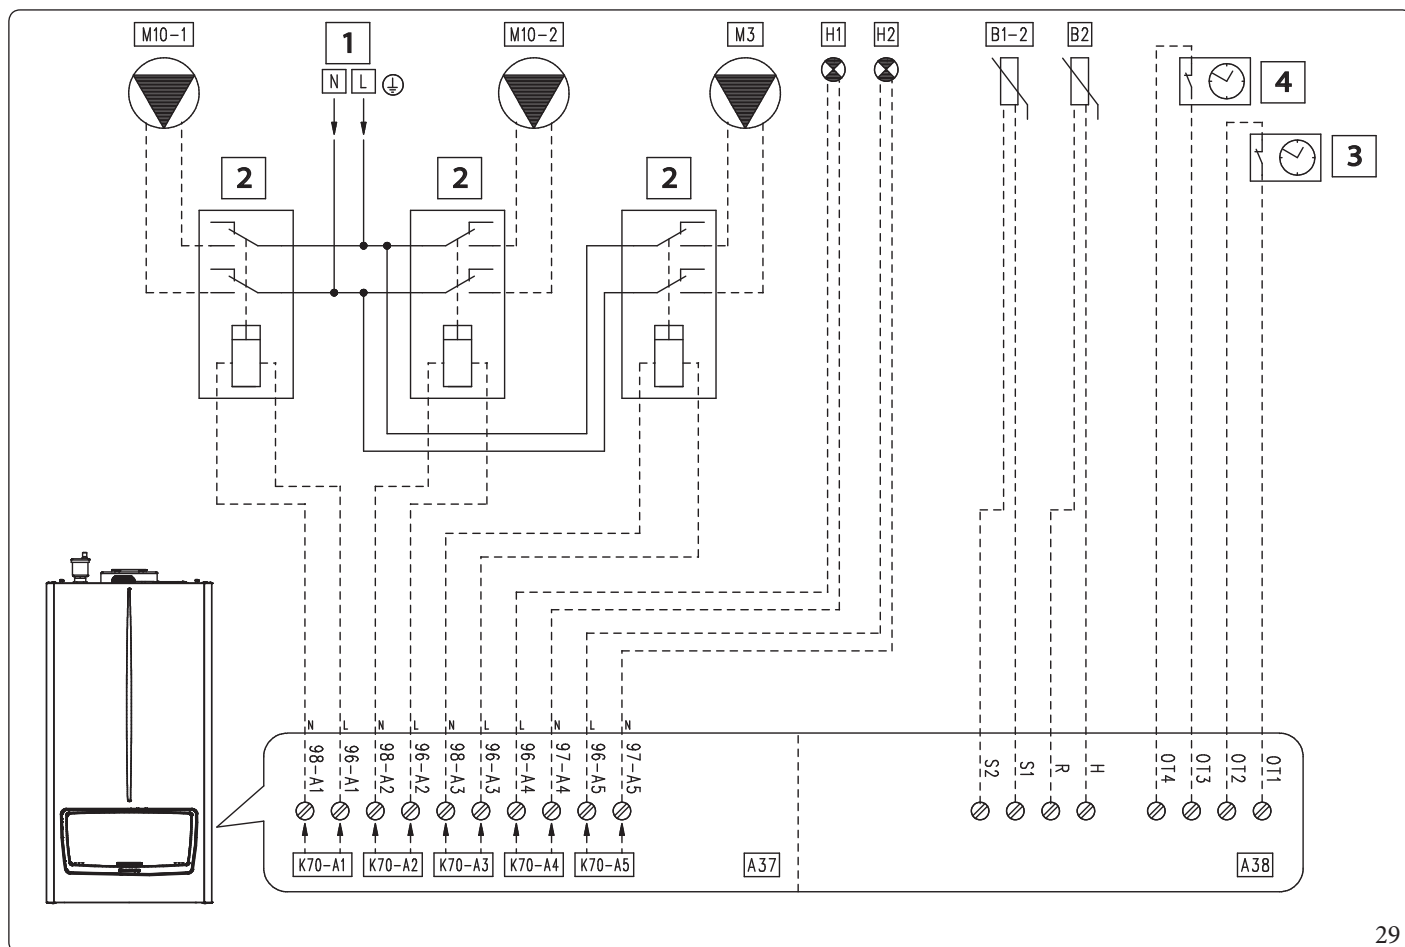 M10-1
1
M10-2
M3
H1
H2
B1-2
B2
N
L
4
3
2
2
2
N
L
N
L
N
L
L
N
L
N
98-A1
96-A1
98-A2
96-A2
98-A3
96-A3
96-A4
97-A4
96-A5
97-A5
S2
S1
R
H
OT4
OT3
OT2
OT1
K70-A1
K70-A2
K70-A3
K70-A4
K70-A5
A37
A38
29